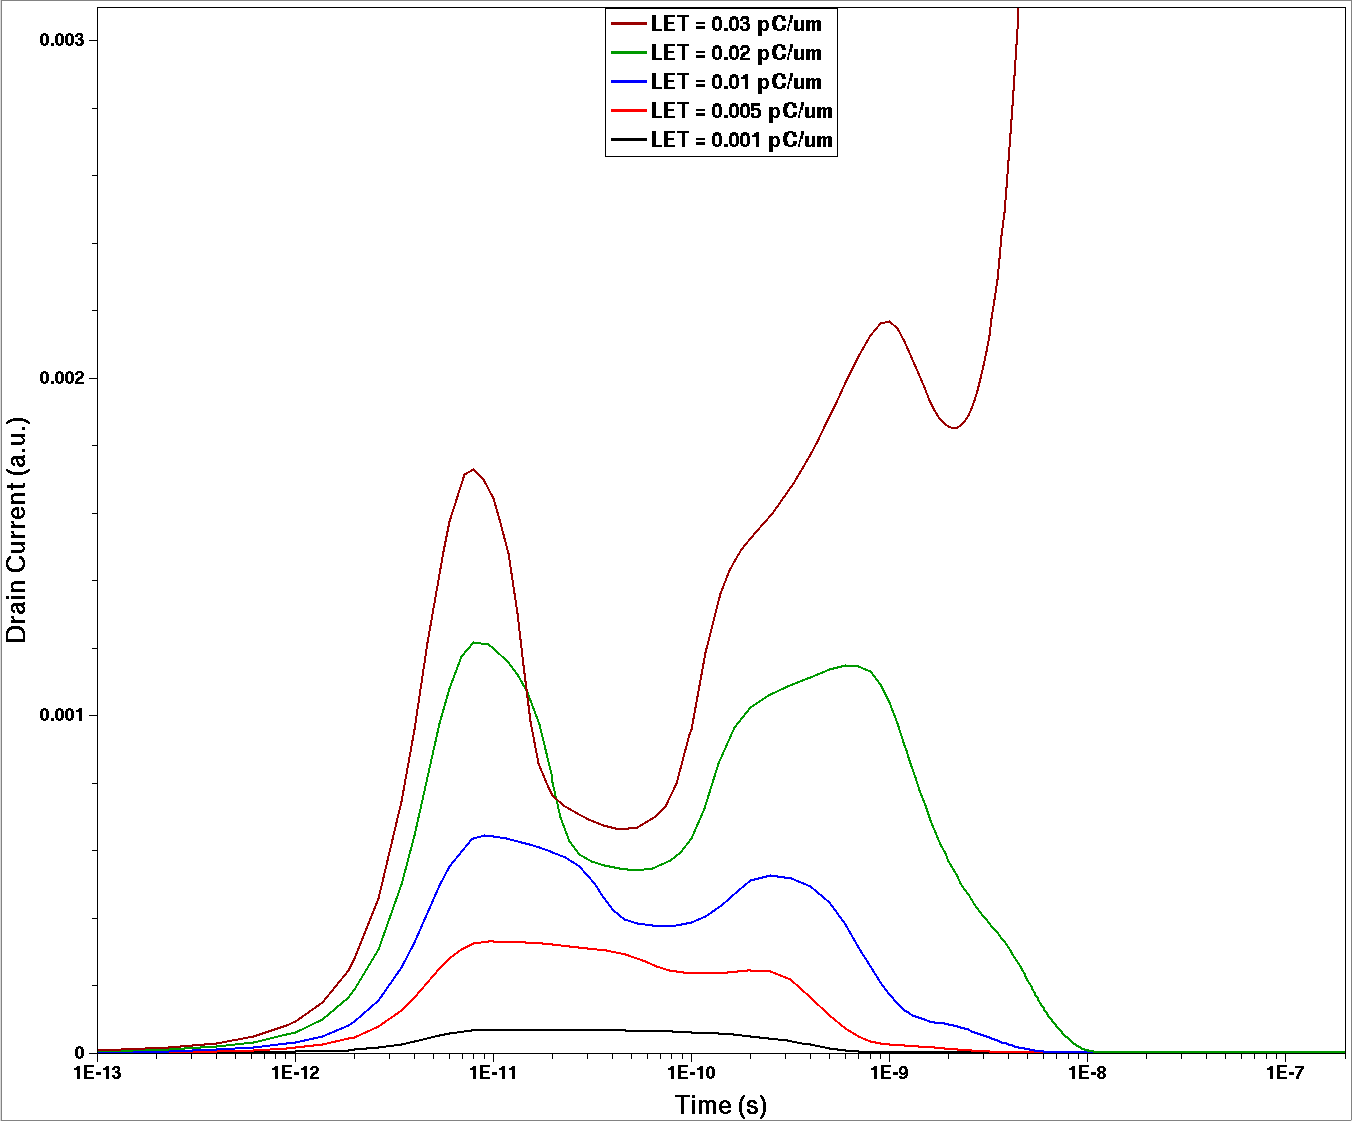 LET = 0.03 pC/um
LET = 0.02 pC/um
LET = 0.01 pC/um
LET = 0.005 pC/um
LET = 0.001 pC/um
0.003
0.002
0.001
0
Drain Current (a.u.)
1E-13 1E-12 1E-11 1E-10 1E-9 1E-8 1E-7
Time (s)